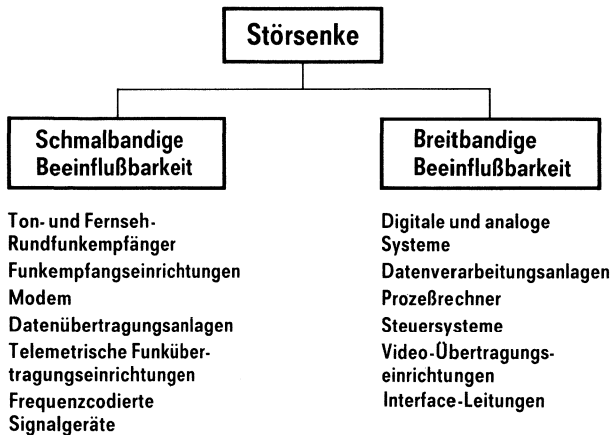 Störsenke
Schmalbandige
Beeinflußbarkeit
Ton- und Fernseh-
Rundfunkempfänger
Funkempfangseinrichtungen
Modem
Datenübertragungsanlagen
Telemetrische Funküber-
tragungseinrichtungen
Frequenzcodierte
Signalgeräte
Breitbandige
Beeinflußbarkeit
Digitale und analoge
Systeme
Datenverarbeitungsanlagen
Prozeßrechner
Steuersysteme
Video-Übertragungs-
einrichtungen
Interface-Leitungen